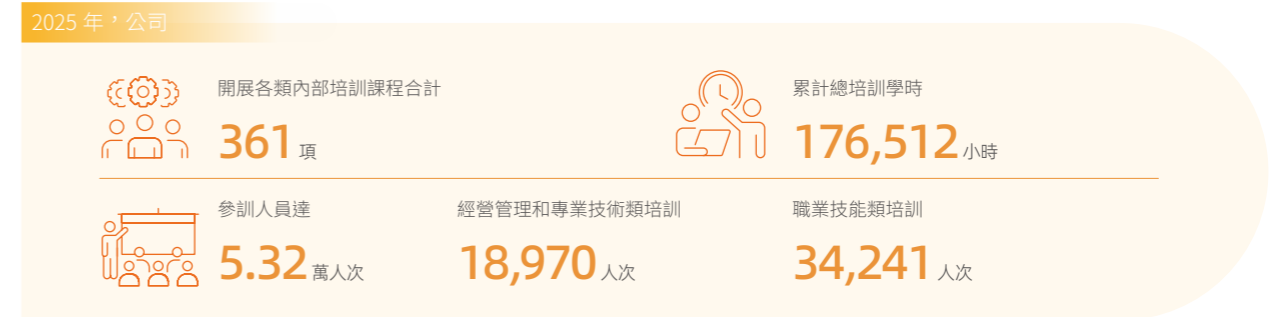 2025 年，公司
開展各類內部培訓課程合計
361 項
累計總培訓學時
176,512 小時
參訓人員達
5.32 萬人次
經營管理和專業技術類培訓
18,970 人次
職業技能類培訓
34,241 人次